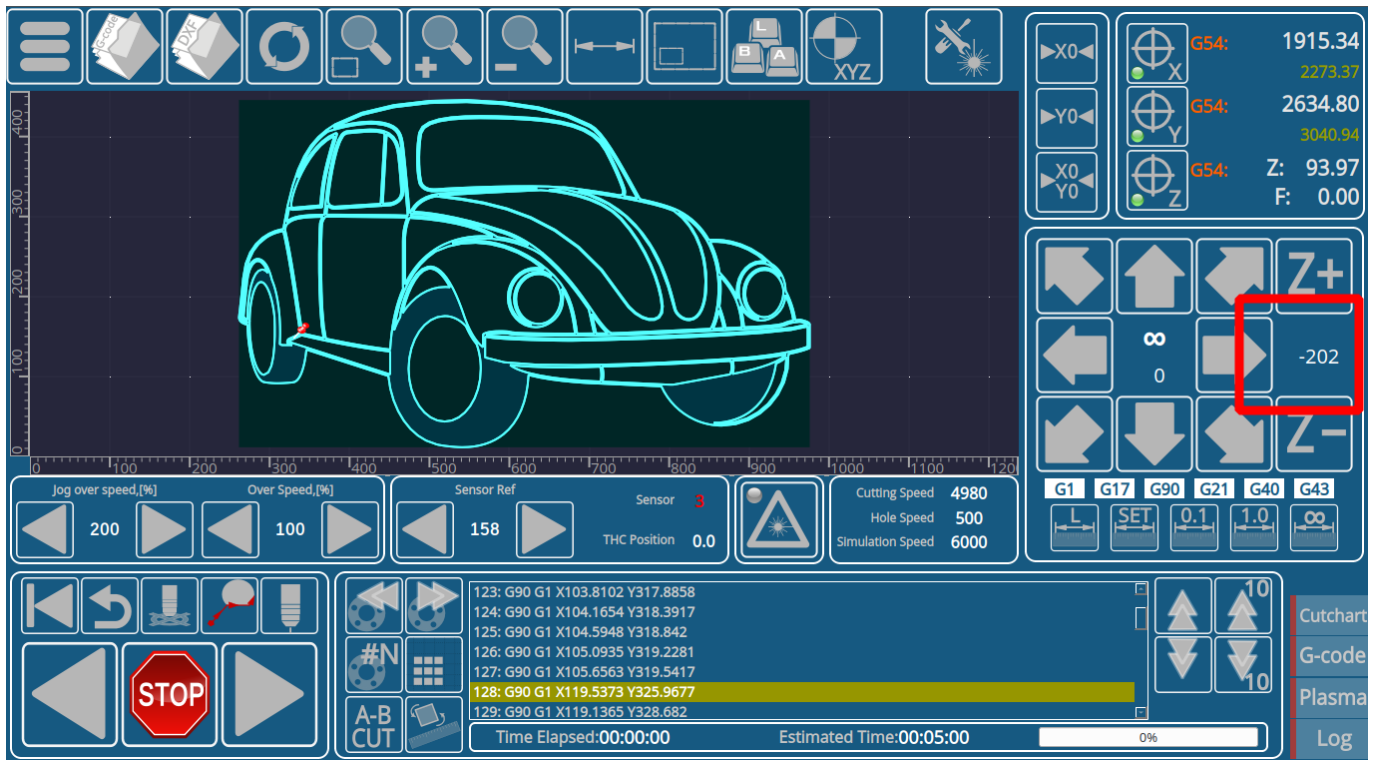 G-code
DXF
L
B A
XYZ
▶X0◀
▶Y0◀
▶X0
Y0◀
X
G54: 1915.34
2273.37
Y
G54: 2634.80
3040.94
Z
G54: Z: 93.97
F: 0.00
400
300
200
100
0
0 100 200 300 400 500 600 700 800 900 1000 1100 120
Z+
∞
0
-202
Z-
G1 G17 G90 G21 G40 G43
L SET 0.1 1.0 ∞
Jog over speed,[%] Over Speed,[%]
200 100
Sensor Ref
158
Sensor 3
THC Position 0.0
Cutting Speed 4980
Hole Speed 500
Simulation Speed 6000
STOP
#N
A-B
CUT
123: G90 G1 X103.8102 Y317.8858
124: G90 G1 X104.1654 Y318.3917
125: G90 G1 X104.5948 Y318.842
126: G90 G1 X105.0935 Y319.2281
127: G90 G1 X105.6563 Y319.5417
128: G90 G1 X119.5373 Y325.9677
129: G90 G1 X119.1365 Y328.682
10
10
Time Elapsed:00:00:00 Estimated Time:00:05:00 0%
Cutchart
G-code
Plasma
Log